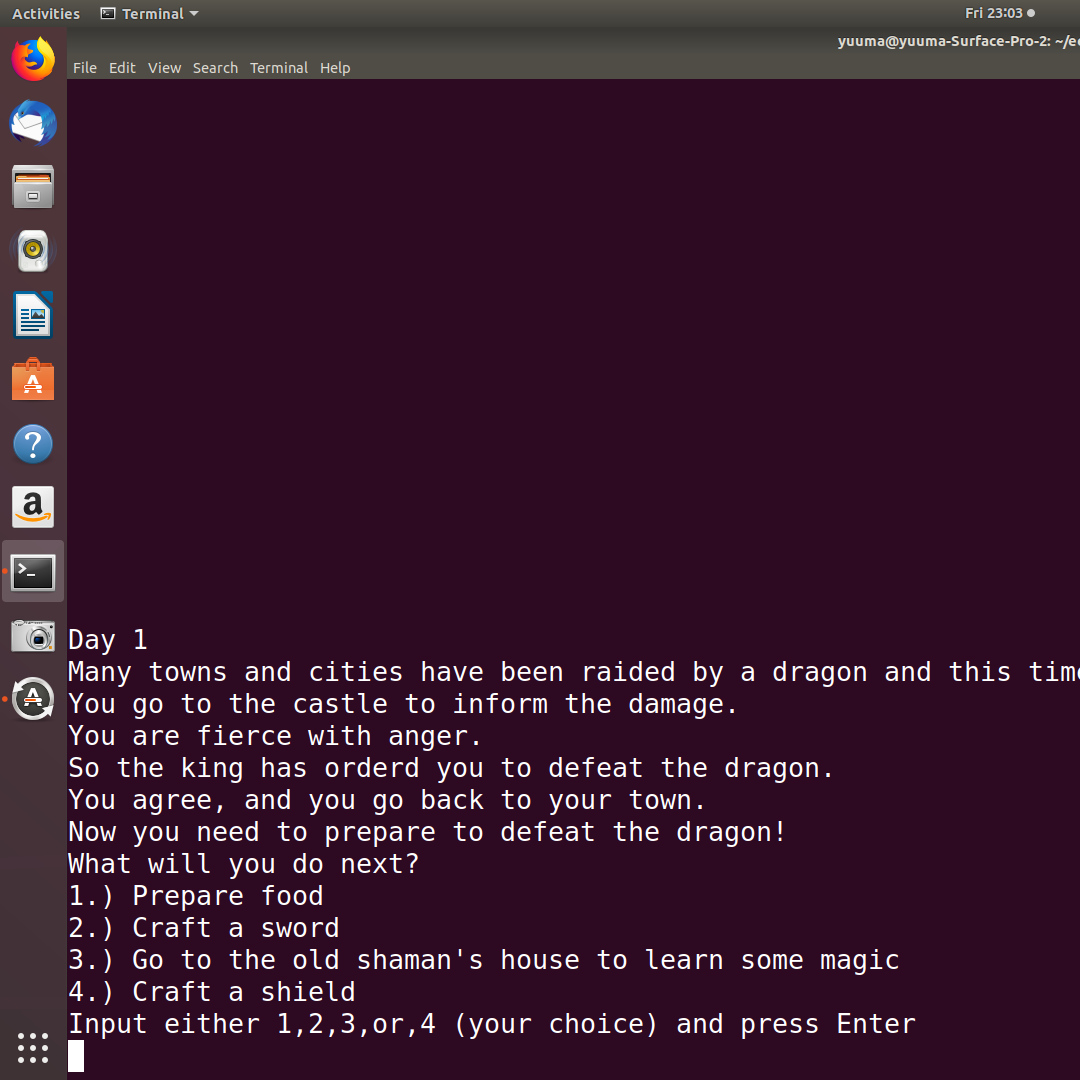 Activities Terminal Fri 23:03
yuuma@yuuma-Surface-Pro-2: ~/e
File Edit View Search Terminal Help
Day 1
Many towns and cities have been raided by a dragon and this time
You go to the castle to inform the damage.
You are fierce with anger.
So the king has orderd you to defeat the dragon.
You agree, and you go back to your town.
Now you need to prepare to defeat the dragon!
What will you do next?
1.) Prepare food
2.) Craft a sword
3.) Go to the old shaman's house to learn some magic
4.) Craft a shield
Input either 1,2,3,or,4 (your choice) and press Enter